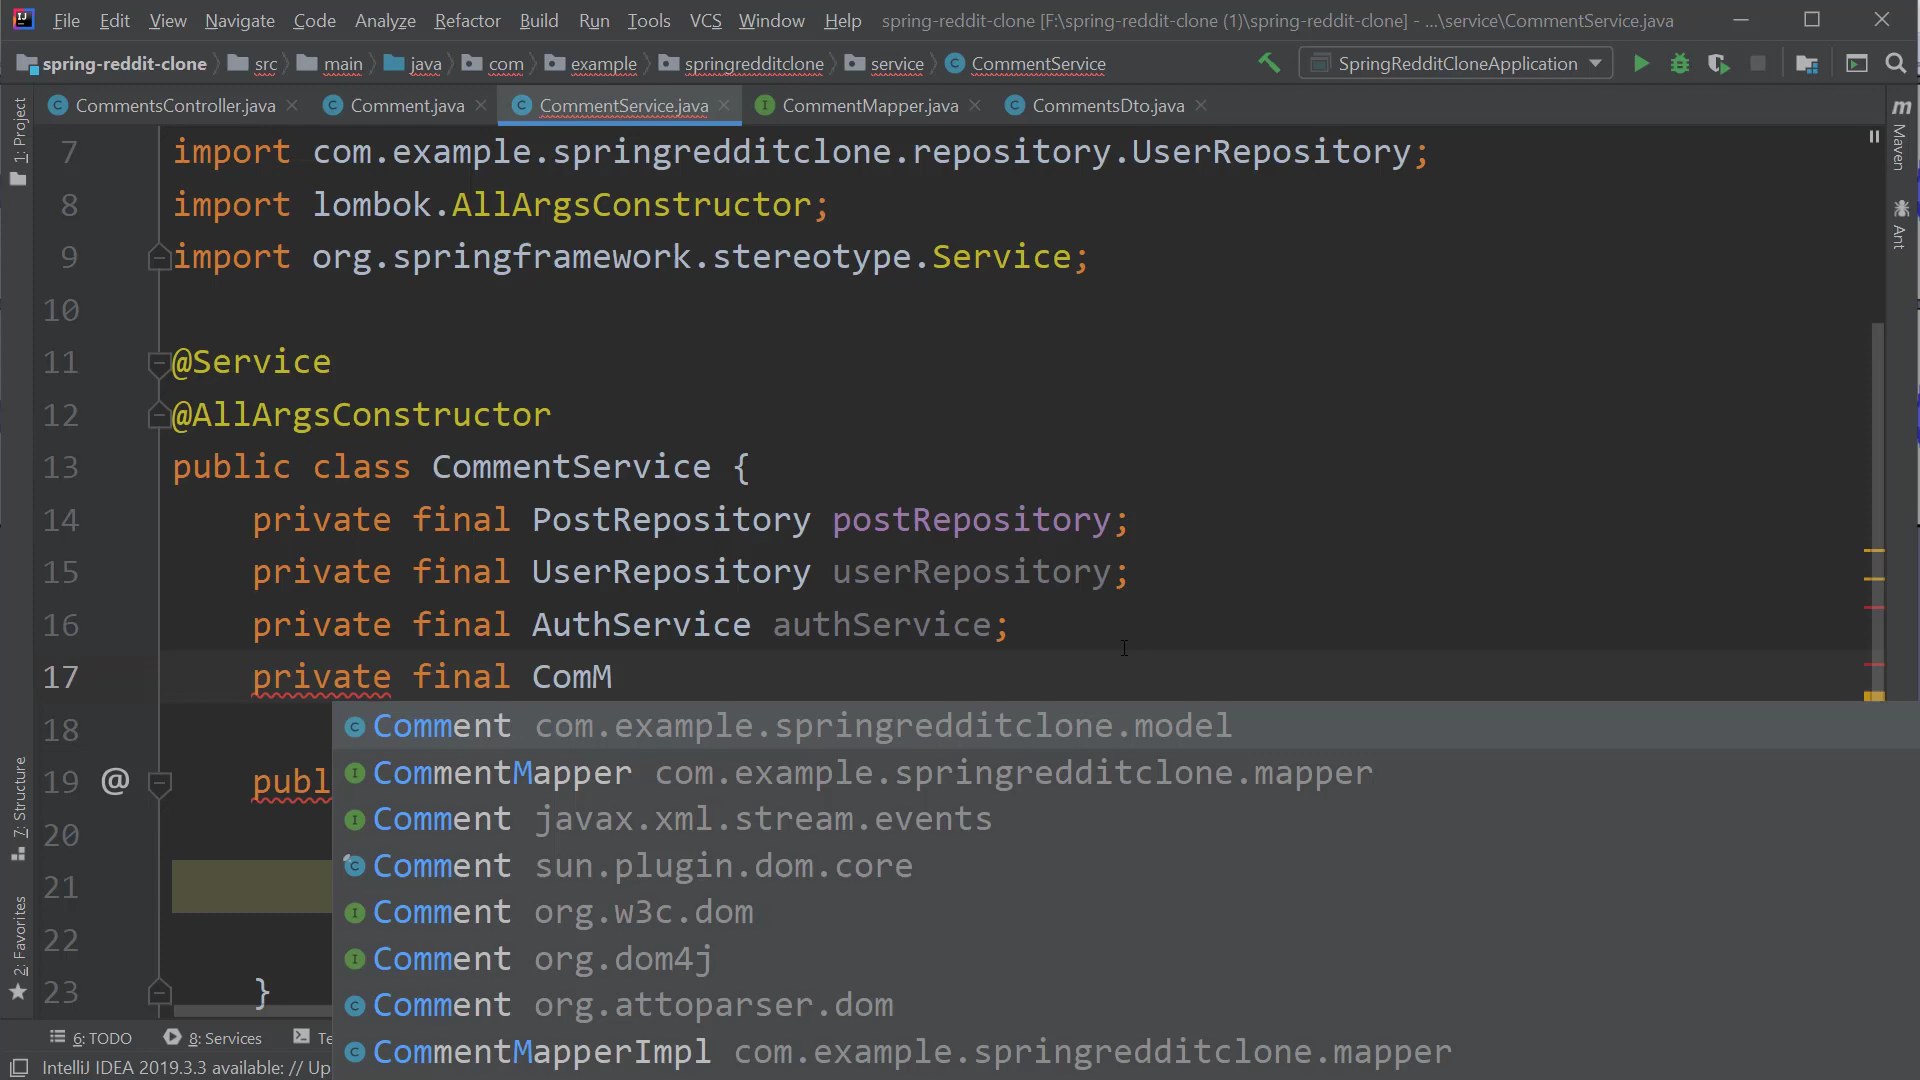 File Edit View Navigate Code Analyze Refactor Build Run Tools VCS Window Help spring-reddit-clone [F:\spring-reddit-clone (1)\spring-reddit-clone] - ...\service\CommentService.java
spring-reddit-clone src main java com example springredditclone service CommentService SpringRedditCloneApplication
CommentsController.java Comment.java CommentService.java CommentMapper.java CommentsDto.java
1: Project
7: Structure
2: Favorites
Maven
Ant
7 import com.example.springredditclone.repository.UserRepository;
8 import lombok.AllArgsConstructor;
9 import org.springframework.stereotype.Service;
10
11 @Service
12 @AllArgsConstructor
13 public class CommentService {
14 private final PostRepository postRepository;
15 private final UserRepository userRepository;
16 private final AuthService authService;
17 private final ComM
18 Comment com.example.springredditclone.model
CommentMapper com.example.springredditclone.mapper
19 @ publ
20 Comment javax.xml.stream.events
Comment sun.plugin.dom.core
21
22 Comment org.w3c.dom
Comment org.dom4j
23 }
Comment org.attoparser.dom
CommentMapperImpl com.example.springredditclone.mapper
6: TODO 8: Services Te
IntelliJ IDEA 2019.3.3 available: // Up